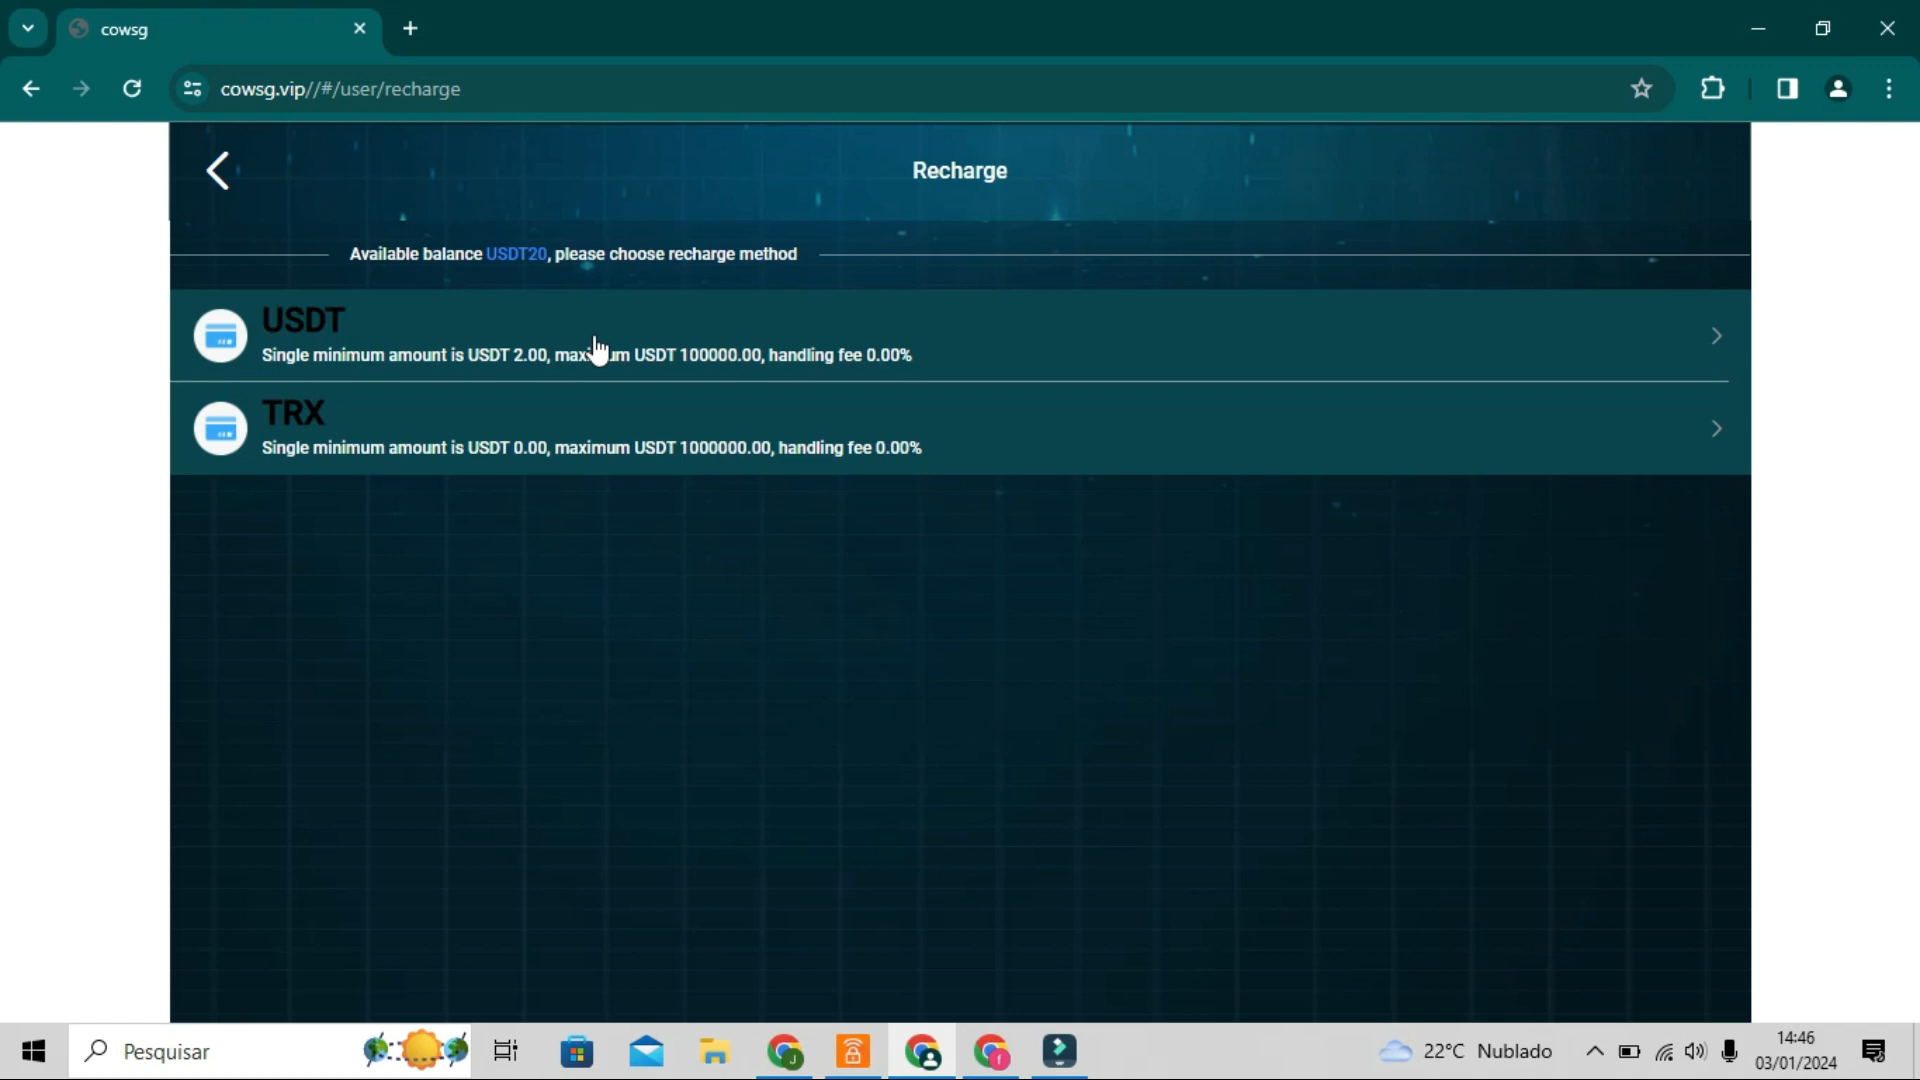 cowsg
cowsg.vip//#/user/recharge
Recharge
Available balance USDT20, please choose recharge method
USDT
Single minimum amount is USDT 2.00, maximum USDT 100000.00, handling fee 0.00%
TRX
Single minimum amount is USDT 0.00, maximum USDT 1000000.00, handling fee 0.00%
Pesquisar
22°C Nublado
14:46
03/01/2024